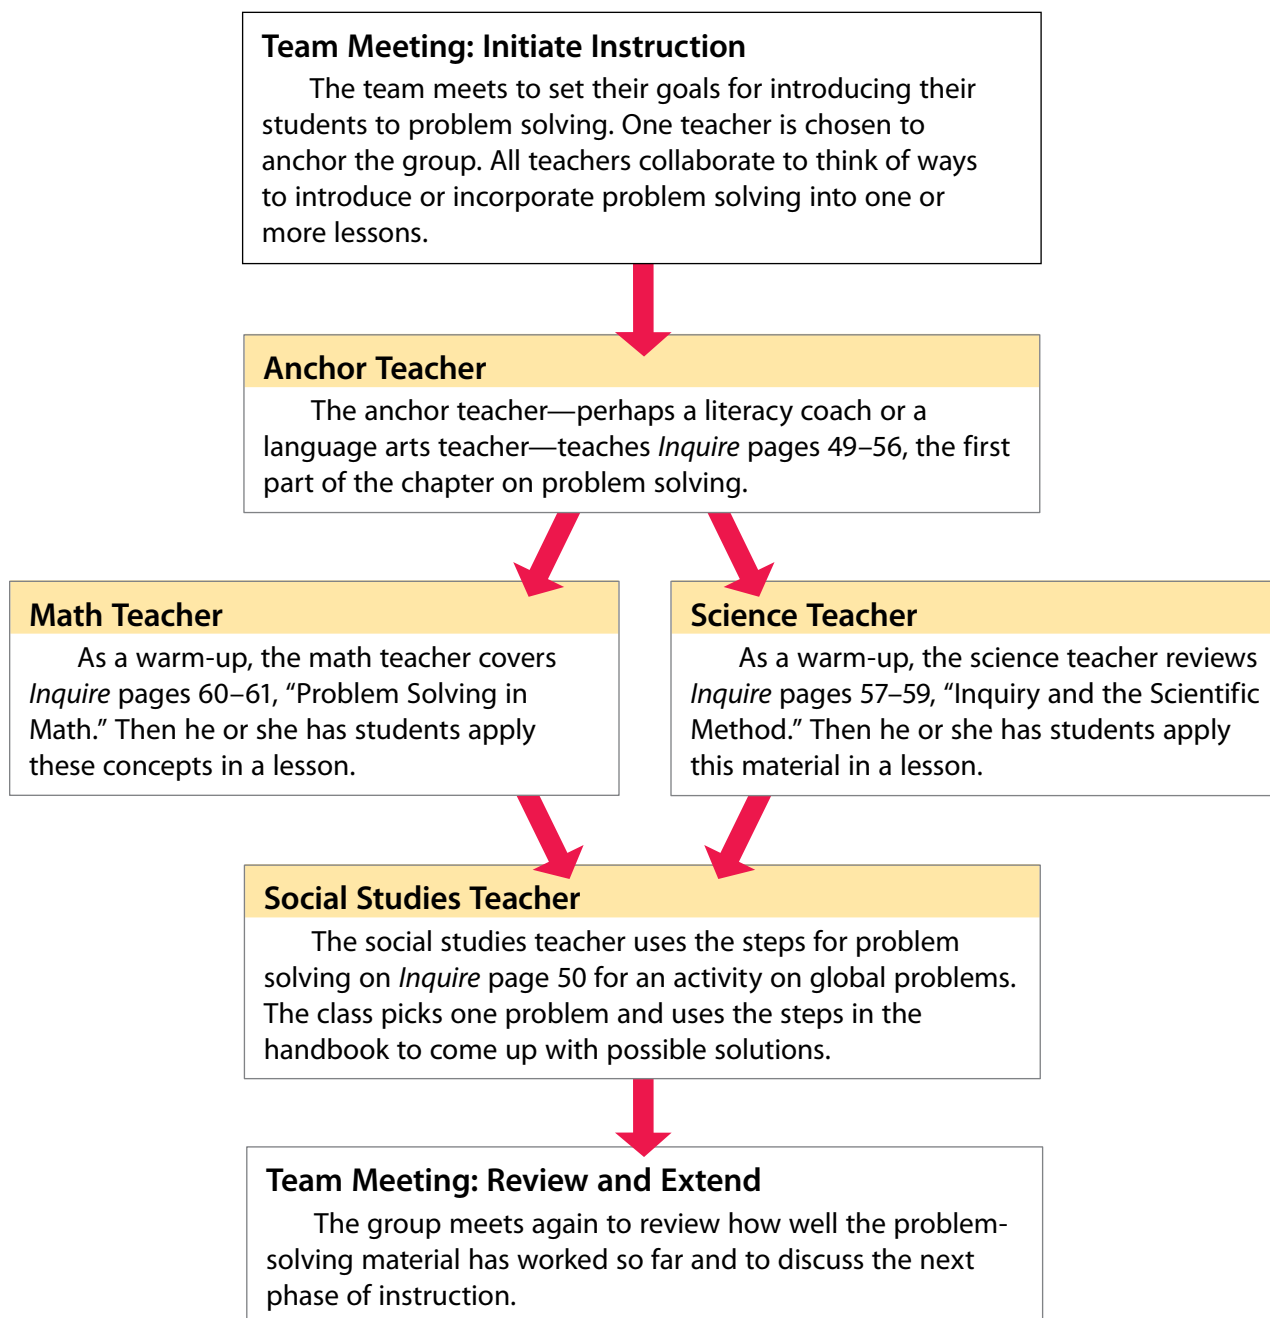 Team Meeting: Initiate Instruction
The team meets to set their goals for introducing their
students to problem solving. One teacher is chosen to
anchor the group. All teachers collaborate to think of ways
to introduce or incorporate problem solving into one or
more lessons.
Anchor Teacher
The anchor teacher—perhaps a literacy coach or a
language arts teacher—teaches Inquire pages 49–56, the first
part of the chapter on problem solving.
Math Teacher
As a warm-up, the math teacher covers
Inquire pages 60–61, “Problem Solving in
Math.” Then he or she has students apply
these concepts in a lesson.
Science Teacher
As a warm-up, the science teacher reviews
Inquire pages 57–59, “Inquiry and the Scientific
Method.” Then he or she has students apply
this material in a lesson.
Social Studies Teacher
The social studies teacher uses the steps for problem
solving on Inquire page 50 for an activity on global problems.
The class picks one problem and uses the steps in the
handbook to come up with possible solutions.
Team Meeting: Review and Extend
The group meets again to review how well the problem-
solving material has worked so far and to discuss the next
phase of instruction.